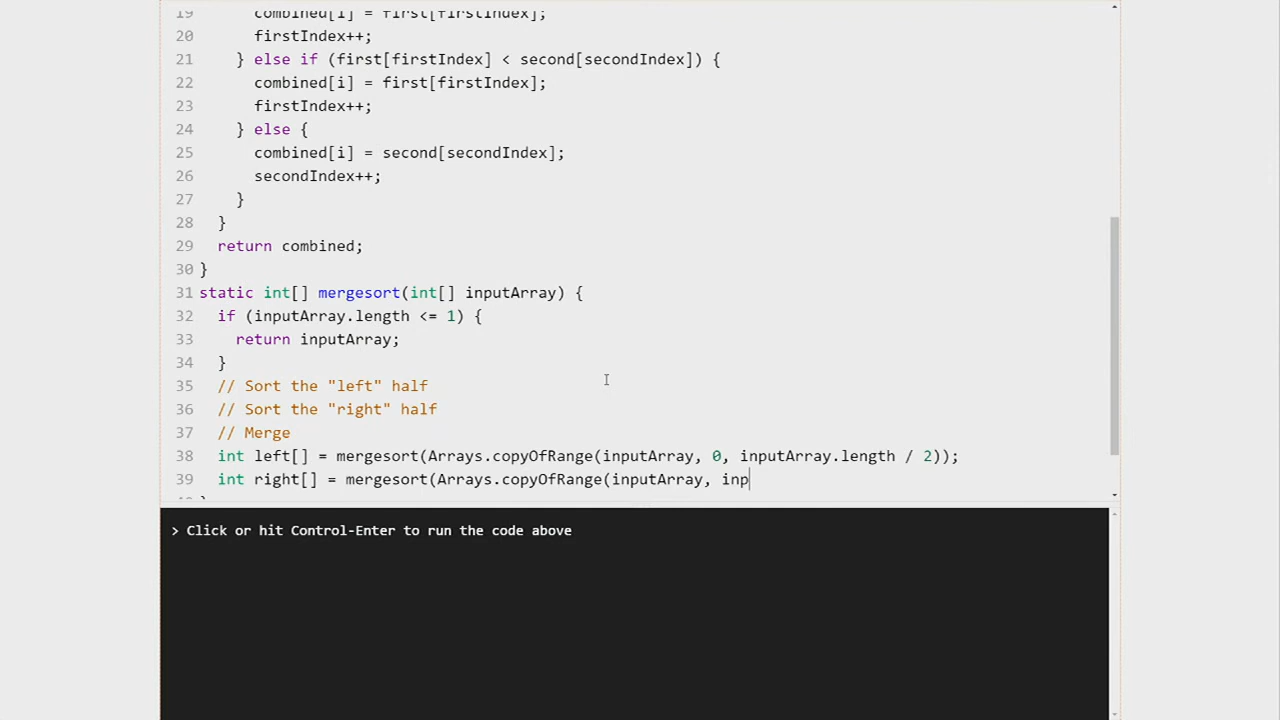 19 combined[i] = first[firstIndex];
20 firstIndex++;
21 } else if (first[firstIndex] < second[secondIndex]) {
22 combined[i] = first[firstIndex];
23 firstIndex++;
24 } else {
25 combined[i] = second[secondIndex];
26 secondIndex++;
27 }
28 }
29 return combined;
30 }
31 static int[] mergesort(int[] inputArray) {
32 if (inputArray.length <= 1) {
33 return inputArray;
34 }
35 // Sort the "left" half
36 // Sort the "right" half
37 // Merge
38 int left[] = mergesort(Arrays.copyOfRange(inputArray, 0, inputArray.length / 2));
39 int right[] = mergesort(Arrays.copyOfRange(inputArray, inp
> Click or hit Control-Enter to run the code above